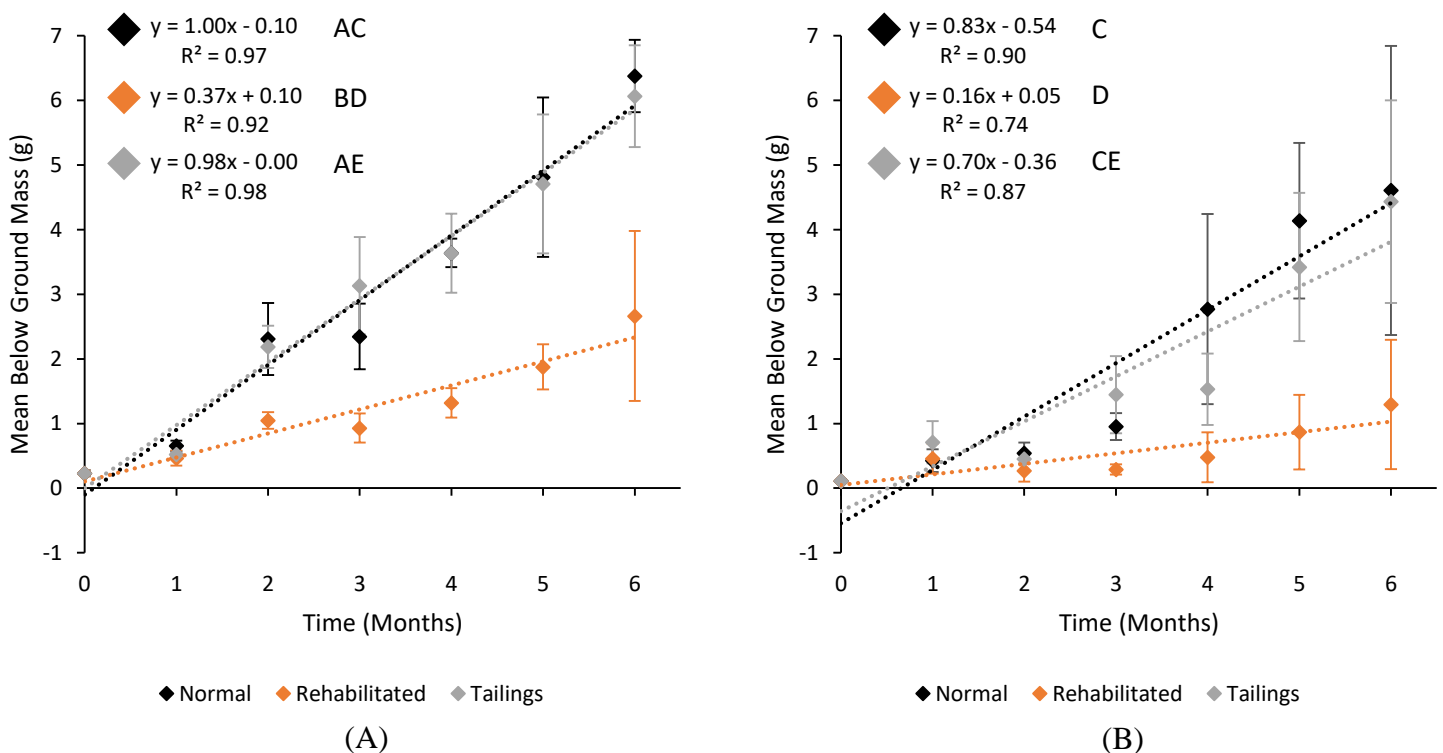 y = 1.00x - 0.10 AC
R² = 0.97
y = 0.37x + 0.10 BD
R² = 0.92
y = 0.98x - 0.00 AE
R² = 0.98
Mean Below Ground Mass (g)
7
6
5
4
3
2
1
0
-1
0 1 2 3 4 5 6
Time (Months)
Normal Rehabilitated Tailings
(A)
y = 0.83x - 0.54 C
R² = 0.90
y = 0.16x + 0.05 D
R² = 0.74
y = 0.70x - 0.36 CE
R² = 0.87
Mean Below Ground Mass (g)
7
6
5
4
3
2
1
0
-1
0 1 2 3 4 5 6
Time (Months)
Normal Rehabilitated Tailings
(B)